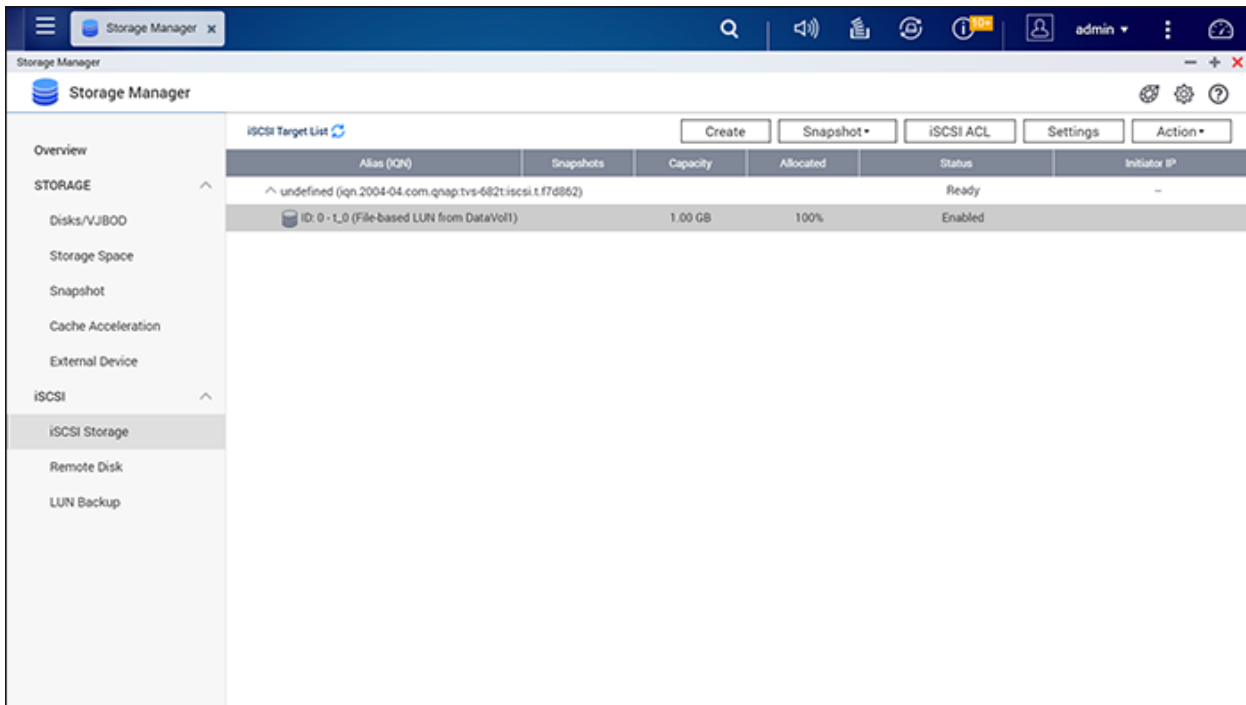 Storage Manager x
10+
admin
Storage Manager
Storage Manager
iSCSI Target List Create Snapshot iSCSI ACL Settings Action
Overview
Alias (IQN) Snapshots Capacity Allocated Status Initiator IP
STORAGE
undefined (iqn.2004-04.com.qnap:tvs-682t:iscsi.t.f7d862) Ready --
Disks/VJBOD
ID: 0 - t_0 (File-based LUN from DataVol1) 1.00 GB 100% Enabled
Storage Space
Snapshot
Cache Acceleration
External Device
iSCSI
iSCSI Storage
Remote Disk
LUN Backup